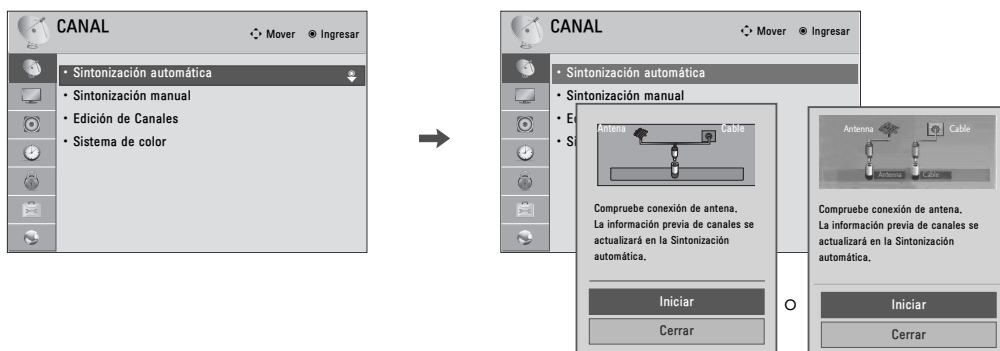 CANAL
Mover Ingresar
• Sintonización automática
• Sintonización manual
• Edición de Canales
• Sistema de color
CANAL
Mover Ingresar
• Sintonización automática
• Sintonización manual
• E
• Si
Antena Cable
Compruebe conexión de antena.
La información previa de canales se
actualizará en la Sintonización
automática.
Iniciar
Cerrar
O
Antena Cable
Antenna Cable
Compruebe conexión de antena.
La información previa de canales se
actualizará en la Sintonización
automática.
Iniciar
Cerrar